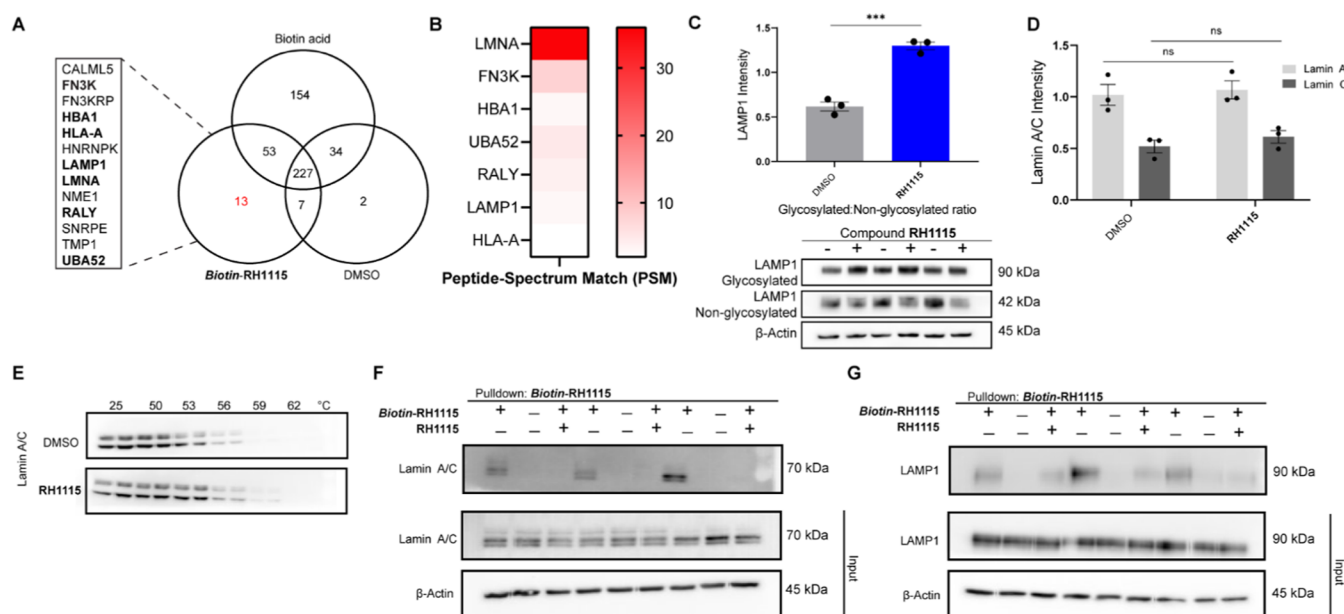 A
Biotin acid
CALML5
FN3K
FN3KRP
HBA1
HLA-A
HNRNPK
LAMP1
LMNA
NME1
RALY
SNRPE
TMP1
UBA52
154
53
34
227
13
7
2
Biotin-RH1115
DMSO
B
LMNA
FN3K
HBA1
UBA52
RALY
LAMP1
HLA-A
30
20
10
Peptide-Spectrum Match (PSM)
C
LAMP1 Intensity
1.5
1.0
0.5
0.0
***
DMSO
RH1115
Glycosylated:Non-glycosylated ratio
Compound RH1115
- + - + - +
LAMP1
Glycosylated
90 kDa
LAMP1
Non-glycosylated
42 kDa
β-Actin
45 kDa
D
Lamin A/C Intensity
1.5
1.0
0.5
0.0
ns
ns
Lamin A
Lamin C
DMSO
RH1115
E
25 50 53 56 59 62 °C
Lamin A/C
DMSO
RH1115
F
Pulldown: Biotin-RH1115
Biotin-RH1115 + − + + − + + − +
RH1115 − − + − − + − − +
Lamin A/C
70 kDa
Lamin A/C
70 kDa
β-Actin
45 kDa
Input
G
Pulldown: Biotin-RH1115
Biotin-RH1115 + − + + − + + − +
RH1115 − − + − − + − − +
LAMP1
90 kDa
LAMP1
90 kDa
β-Actin
45 kDa
Input